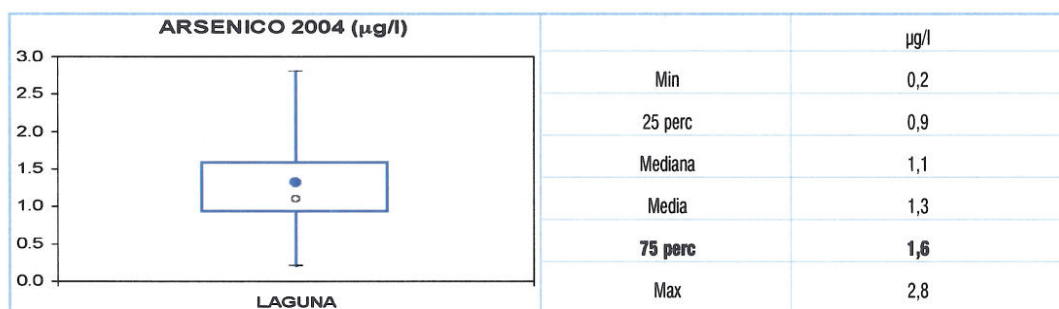 ARSENICO 2004 (µg/l)
3.0
2.5
2.0
1.5
1.0
0.5
0.0
LAGUNA
µg/l
Min 0,2
25 perc 0,9
Mediana 1,1
Media 1,3
75 perc 1,6
Max 2,8